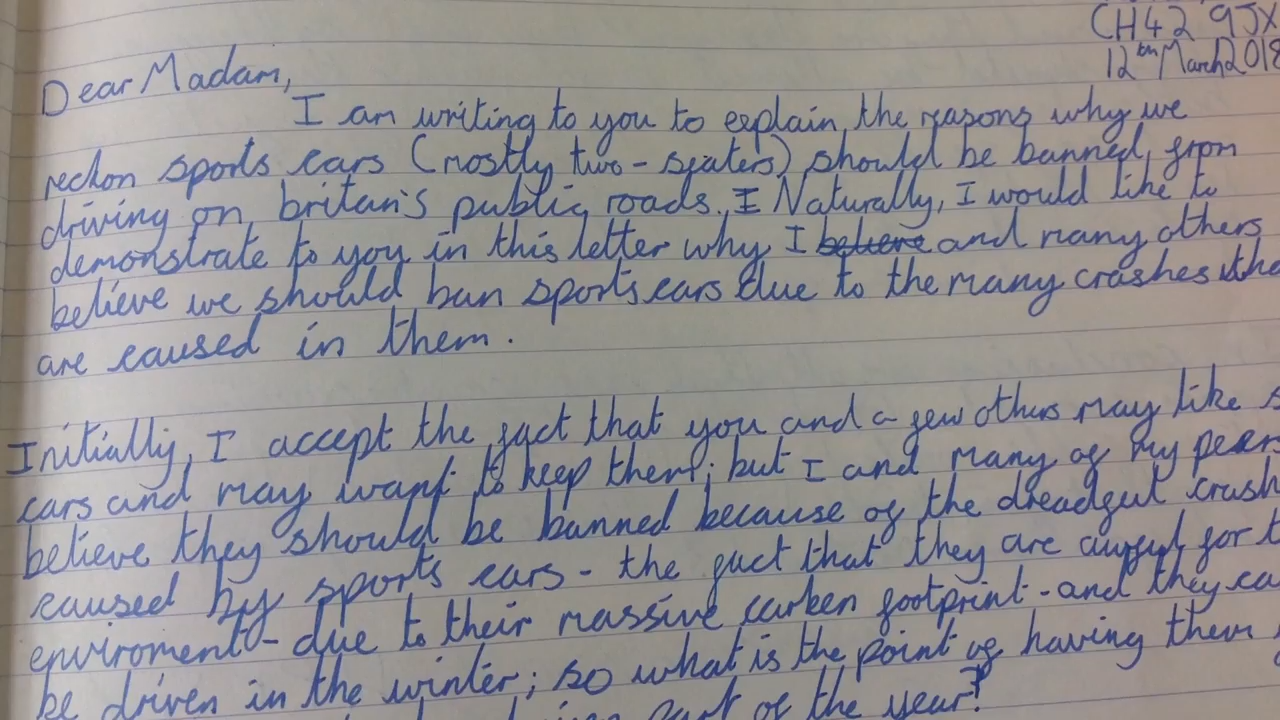 CH42 9JX
12th March 2018
Dear Madam,
I am writing to you to explain the reasons why we
reckon sports cars (mostly two-seaters) should be banned, from
driving on britan's public roads. I Naturally, I would like to
demonstrate to you in this letter why I believe and many others
believe we should ban sports cars due to the many crashes
are caused in them.
Initially, I accept the fact that you and a few others may like
cars and may want to keep them; but I and many of my peers
believe they should be banned because of the dreadful crash
caused by sports cars - the fact that they are awful for
enviroment - due to their massive carben footprint - and they
be driven in the winter; so what is the point of having them
part of the year?